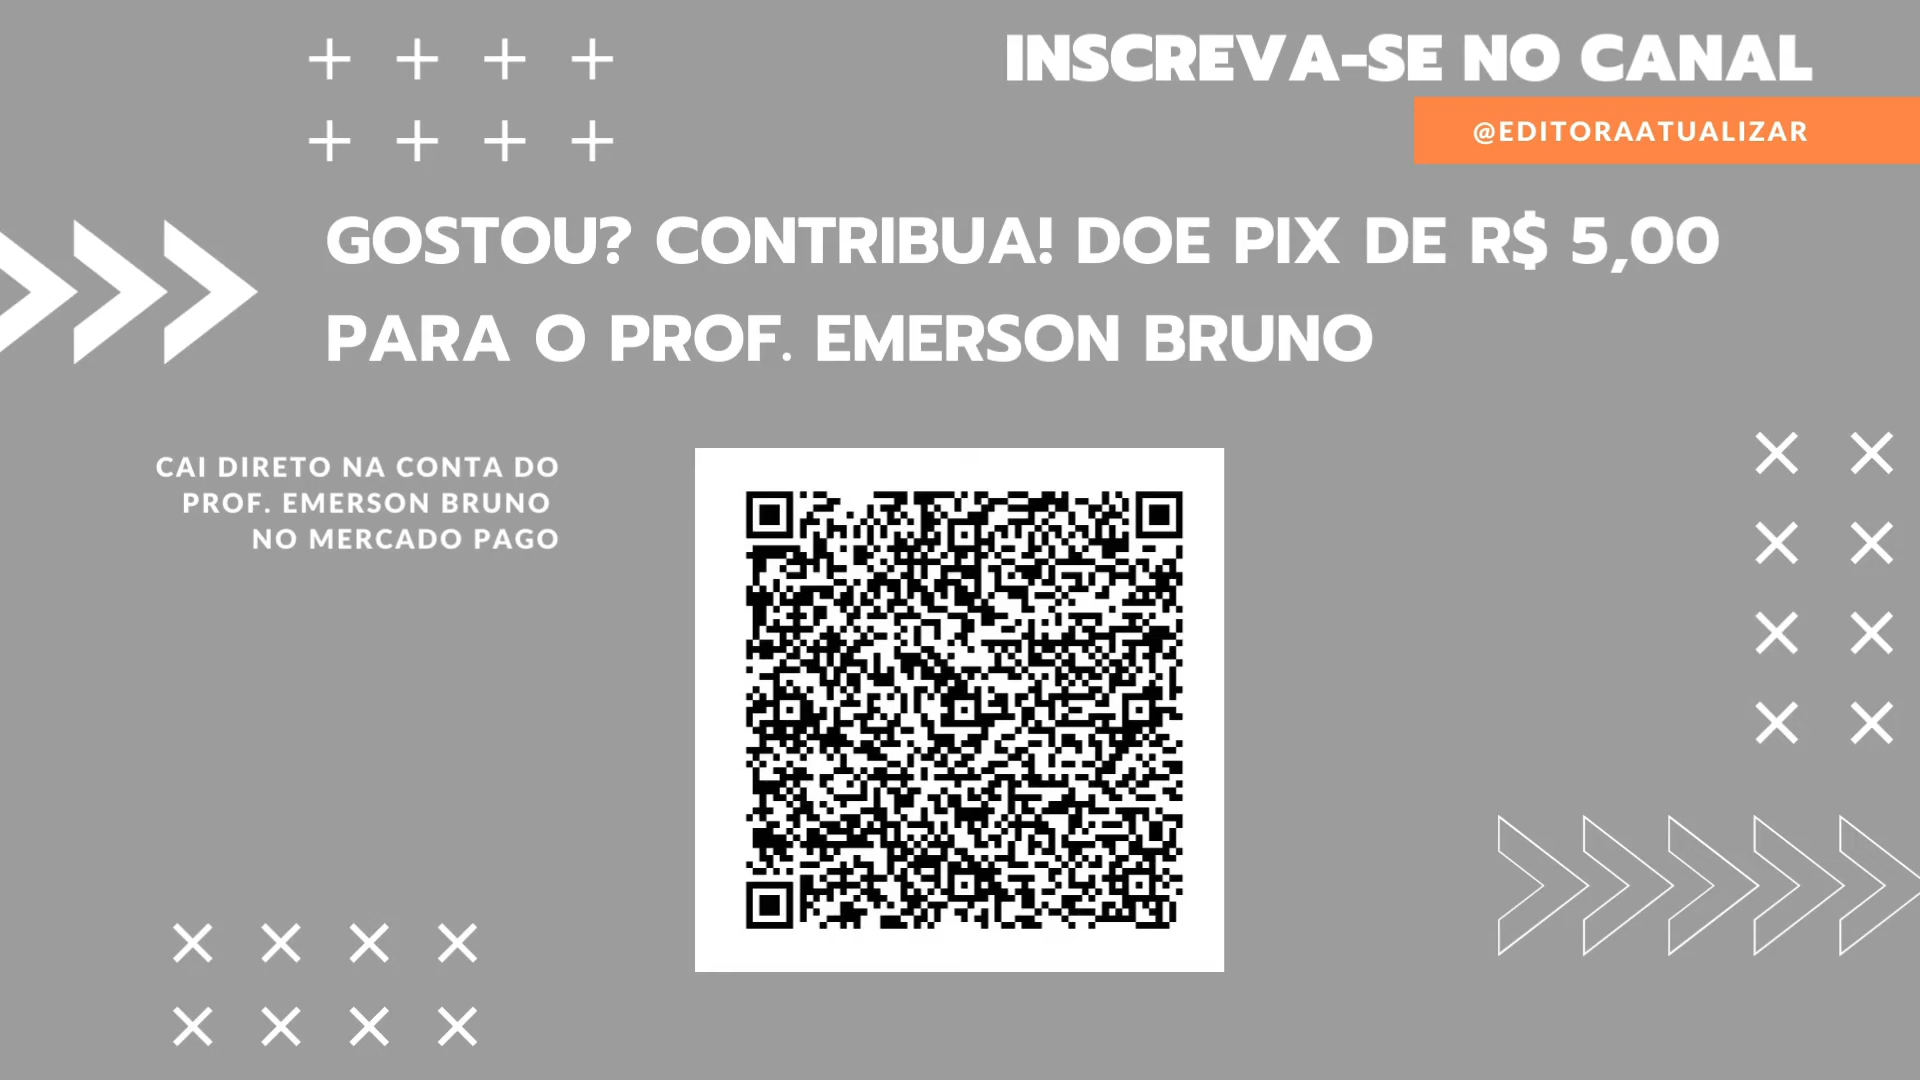 INSCREVA-SE NO CANAL
@EDITORAATUALIZAR
GOSTOU? CONTRIBUA! DOE PIX DE R$ 5,00
PARA O PROF. EMERSON BRUNO
CAI DIRETO NA CONTA DO
PROF. EMERSON BRUNO
NO MERCADO PAGO